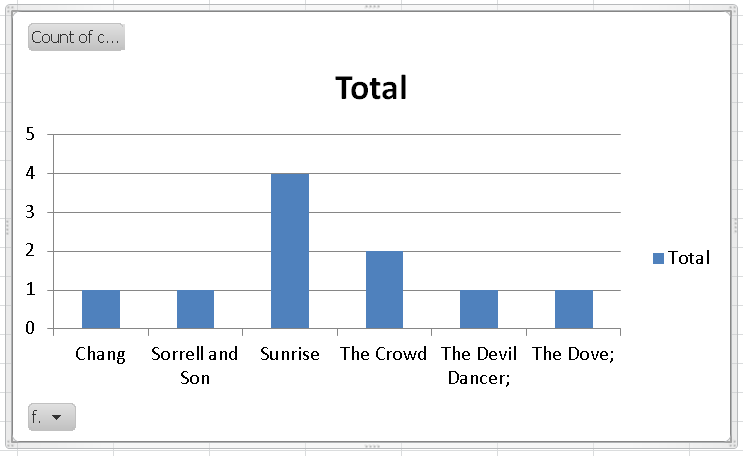 Count of c...
Total
5
4
3
2
1
0
Chang
Sorrell and
Son
Sunrise
The Crowd
The Devil
Dancer;
The Dove;
Total
f.